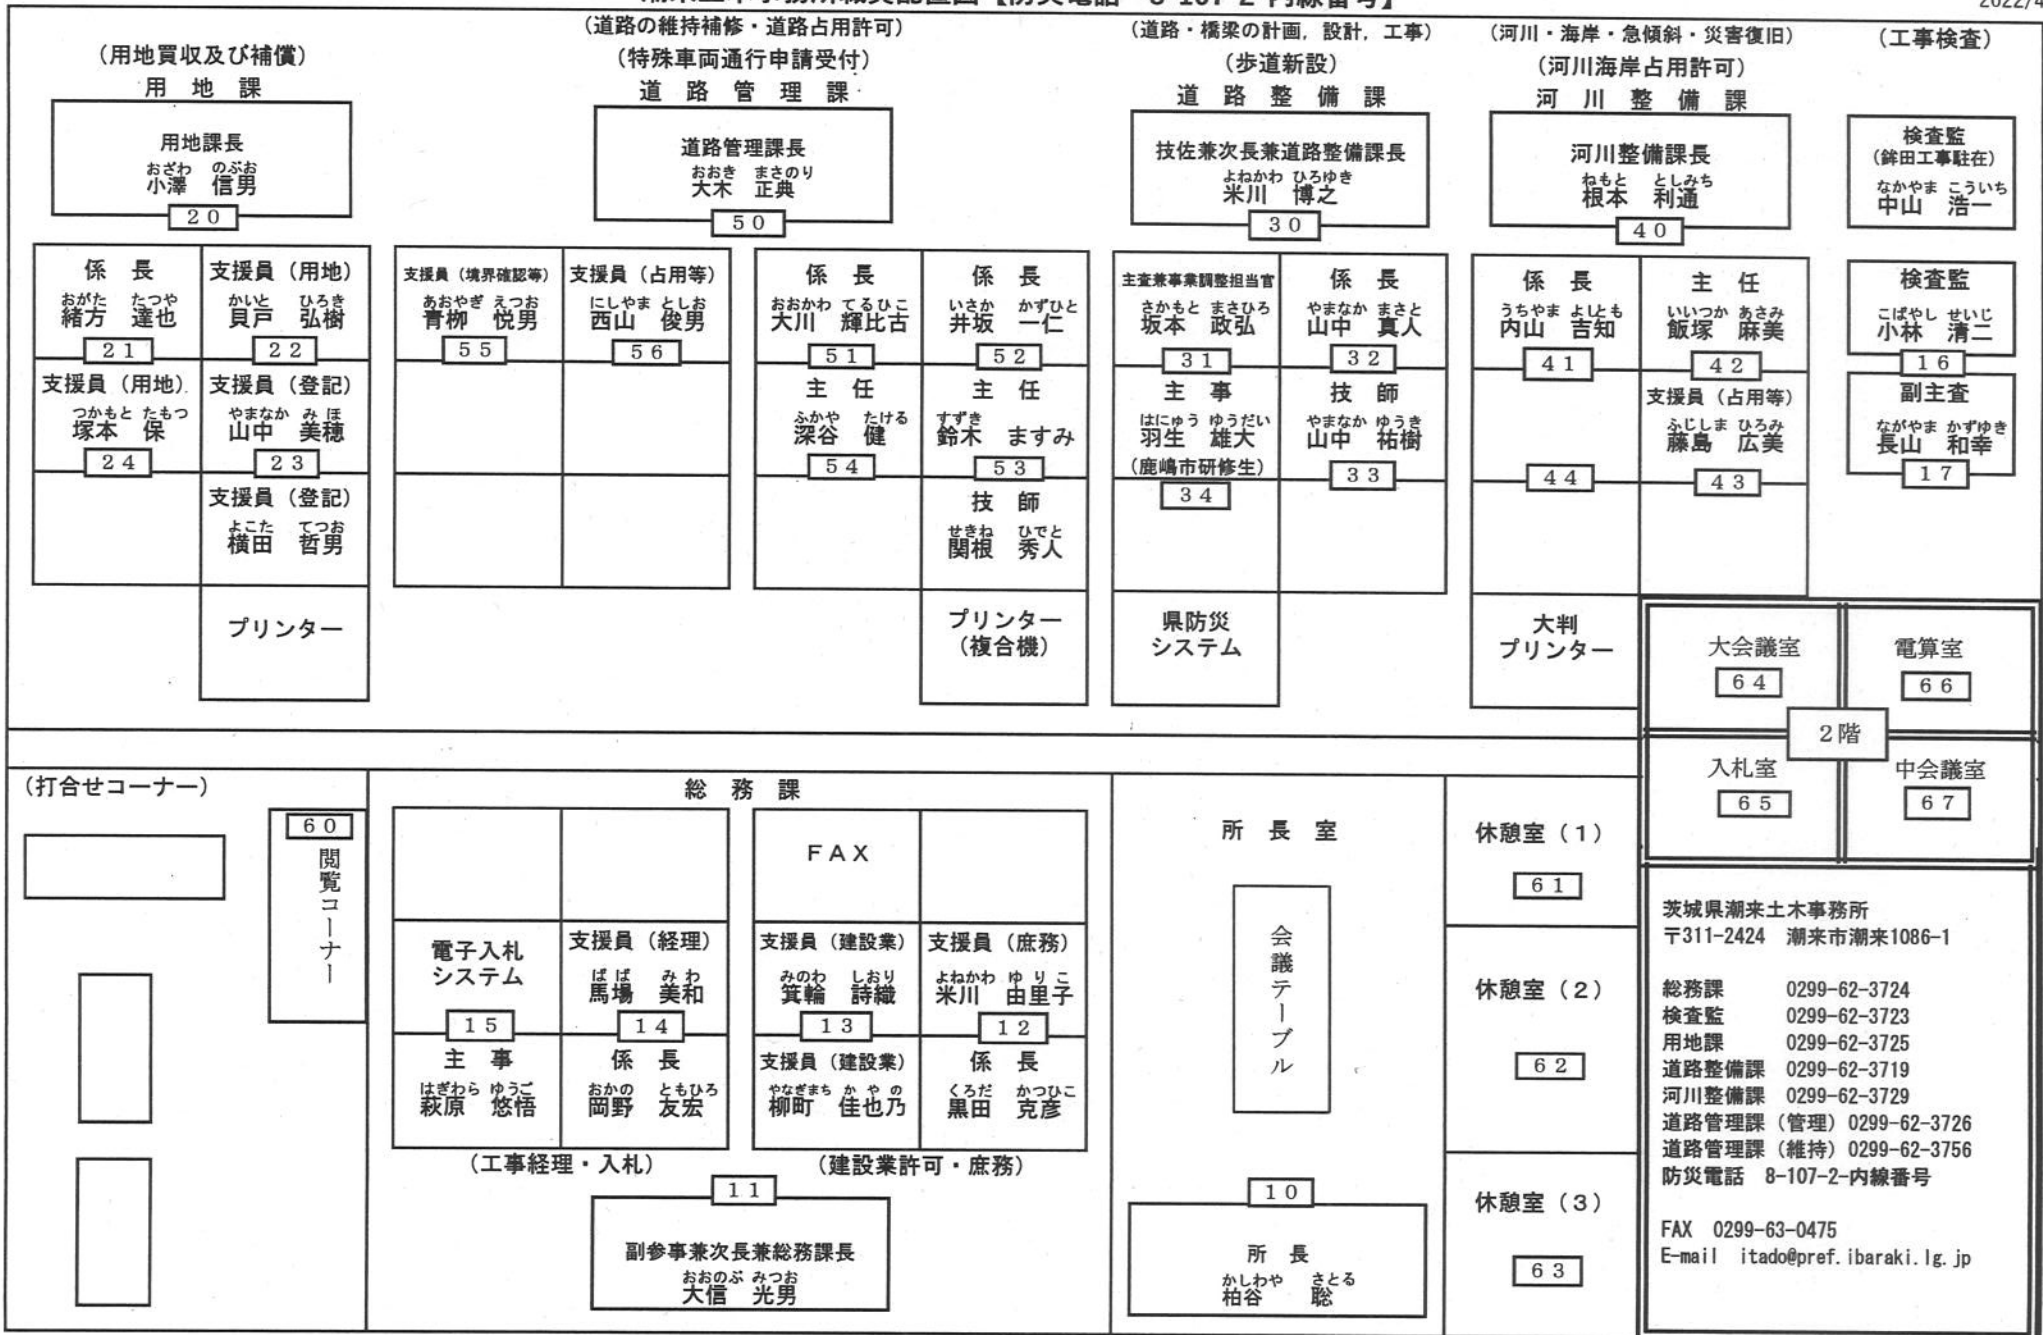 潮来土木事務所職員配置図【防災電話 8-107-2-内線番号】
2022/4
(用地買収及び補償)
用 地 課
用地課長
おざわ のぶお
小澤 信男
20
係 長
おがた たつや
緒方 達也
21
支援員(用地)
かいと ひろき
貝戸 弘樹
22
支援員(用地)
つかもと たもつ
塚本 保
24
支援員(登記)
やまなか み ほ
山中 美穂
23
支援員(登記)
よこた てつお
横田 哲男
プリンター
(道路の維持補修・道路占用許可)
(特殊車両通行申請受付)
道 路 管 理 課
道路管理課長
おおき まさのり
大木 正典
50
支援員(境界確認等)
あおやぎ えつお
青栁 悦男
55
支援員(占用等)
にしやま としお
西山 俊男
56
係 長
おおかわ てるひこ
大川 輝比古
51
係 長
いさか かずひと
井坂 一仁
52
主 任
ふかや たける
深谷 健
54
主 任
すずき
鈴木 ますみ
53
技 師
せきね ひでと
関根 秀人
プリンター
(複合機)
(道路・橋梁の計画,設計,工事)
(歩道新設)
道 路 整 備 課
技佐兼次長兼道路整備課長
よねかわ ひろゆき
米川 博之
30
主査兼事業調整担当官
さかもと まさひろ
坂本 政弘
31
係 長
やまなか まさと
山中 真人
32
主 事
はにゅう ゆうだい
羽生 雄大
(鹿嶋市研修生)
34
技 師
やまなか ゆうき
山中 祐樹
33
県防災
システム
(河川・海岸・急傾斜・災害復旧)
(河川海岸占用許可)
河 川 整 備 課
河川整備課長
ねもと としみち
根本 利通
40
係 長
うちやま よしとも
内山 吉知
41
主 任
いいつか あさみ
飯塚 麻美
42
44
支援員(占用等)
ふじしま ひろみ
藤島 広美
43
大判
プリンター
(工事検査)
検査監
(鉾田工事駐在)
なかやま こういち
中山 浩一
検査監
こばやし せいじ
小林 清二
16
副主査
ながやま かずゆき
長山 和幸
17
大会議室
64
電算室
66
2階
入札室
65
中会議室
67
(打合せコーナー)
60
閲覧コーナー
総 務 課
FAX
電子入札
システム
15
支援員(経理)
ば ば み わ
馬場 美和
14
支援員(建設業)
みのわ しおり
箕輪 詩織
13
支援員(庶務)
よねかわ ゆ り こ
米川 由里子
12
主 事
はぎわら ゆうご
萩原 悠悟
係 長
おかの ともひろ
岡野 友宏
支援員(建設業)
やなぎまち か や の
柳町 佳也乃
係 長
くろだ かつひこ
黒田 克彦
(工事経理・入札)
(建設業許可・庶務)
11
副参事兼次長兼総務課長
おおのぶ みつお
大信 光男
所 長 室
会議テーブル
10
所 長
かしわや さとる
柏谷 聡
休憩室(1)
61
休憩室(2)
62
休憩室(3)
63
茨城県潮来土木事務所
〒311-2424 潮来市潮来1086-1
総務課 0299-62-3724
検査監 0299-62-3723
用地課 0299-62-3725
道路整備課 0299-62-3719
河川整備課 0299-62-3729
道路管理課(管理)0299-62-3726
道路管理課(維持)0299-62-3756
防災電話 8-107-2-内線番号
FAX 0299-63-0475
E-mail itado@pref.ibaraki.lg.jp